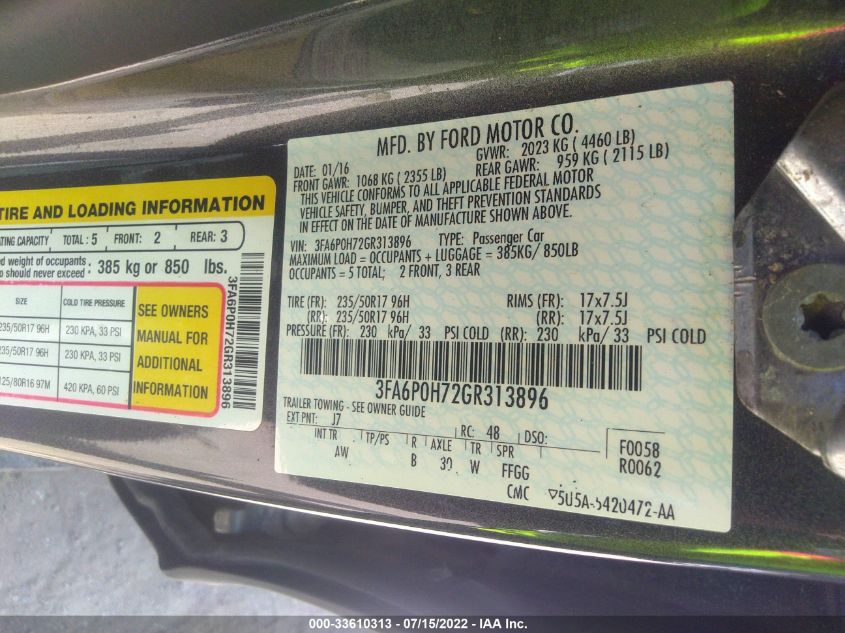 TIRE AND LOADING INFORMATION
TOTAL : 5 FRONT: 2 REAR: 3
weight of occupants
should never exceed : 385 kg or 850 lbs.
SIZE COLD TIRE PRESSURE
235/50R17 96H 230 KPA, 33 PSI
235/50R17 96H 230 KPA, 33 PSI
125/80R16 97M 420 KPA, 60 PSI
SEE OWNERS
MANUAL FOR
ADDITIONAL
INFORMATION
3FA6P0H72GR313896
MFD. BY FORD MOTOR CO.
DATE: 01/16 GVWR: 2023 KG ( 4460 LB)
FRONT GAWR: 1068 KG ( 2355 LB) REAR GAWR: 959 KG ( 2115 LB)
THIS VEHICLE CONFORMS TO ALL APPLICABLE FEDERAL MOTOR
VEHICLE SAFETY, BUMPER, AND THEFT PREVENTION STANDARDS
IN EFFECT ON THE DATE OF MANUFACTURE SHOWN ABOVE.
VIN: 3FA6P0H72GR313896 TYPE: Passenger Car
MAXIMUM LOAD = OCCUPANTS + LUGGAGE = 385KG/ 850LB
OCCUPANTS = 5 TOTAL; 2 FRONT, 3 REAR
TIRE (FR): 235/50R17 96H RIMS (FR): 17x7.5J
(RR): 235/50R17 96H (RR): 17x7.5J
PRESSURE (FR): 230 kPa/ 33 PSI COLD (RR): 230 kPa/ 33 PSI COLD
3FA6P0H72GR313896
TRAILER TOWING - SEE OWNER GUIDE
EXT PNT: J7 RC: 48 DSO:
INT TR TP/PS R AXLE TR SPR F0058
AW B 39 W FFGG R0062
CMC ▽5U5A-5420472-AA
000-33610313 / 07/15/2022 - IAA Inc.